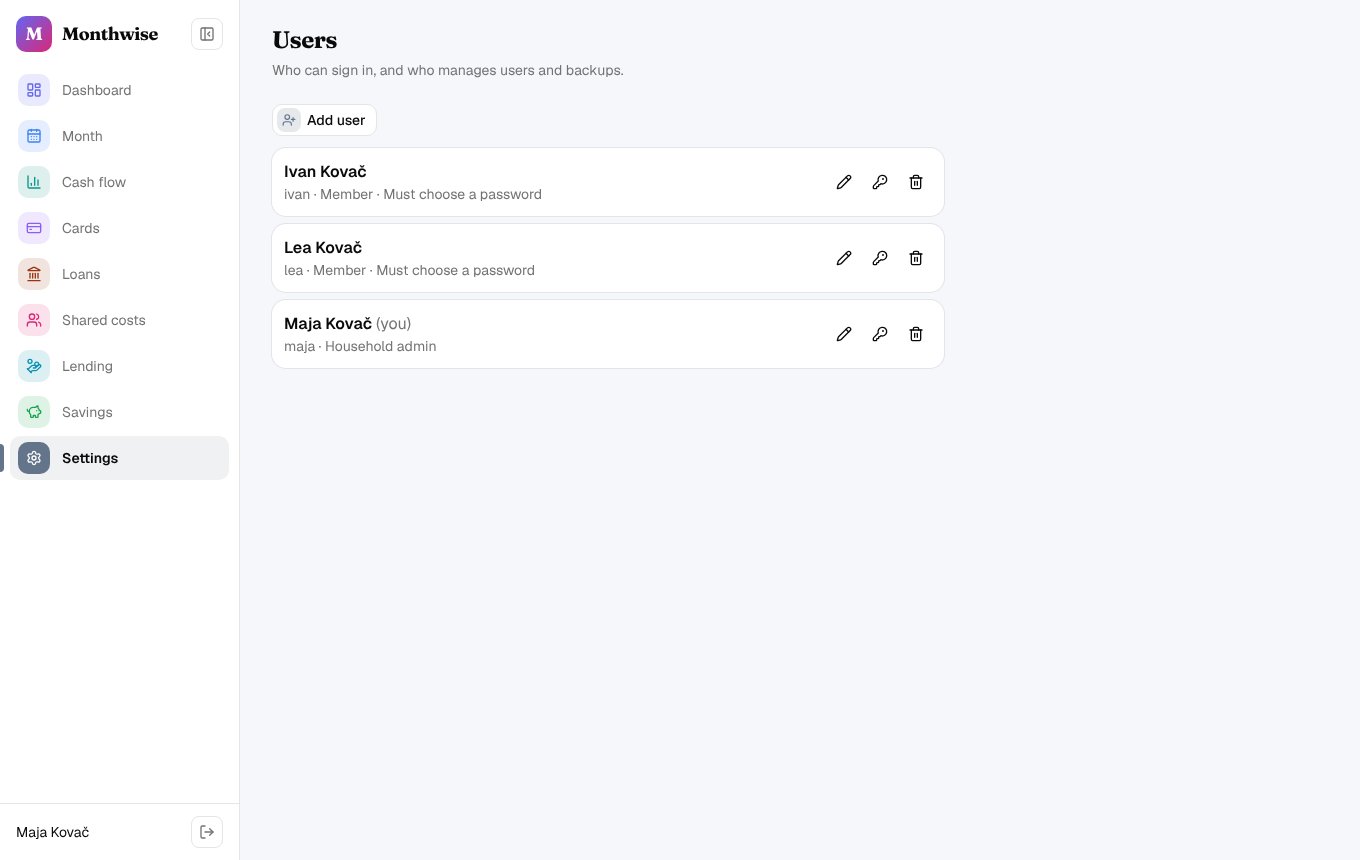 M Monthwise
Dashboard
Month
Cash flow
Cards
Loans
Shared costs
Lending
Savings
Settings
Maja Kovač
Users
Who can sign in, and who manages users and backups.
Add user
Ivan Kovač
ivan · Member · Must choose a password
Lea Kovač
lea · Member · Must choose a password
Maja Kovač (you)
maja · Household admin